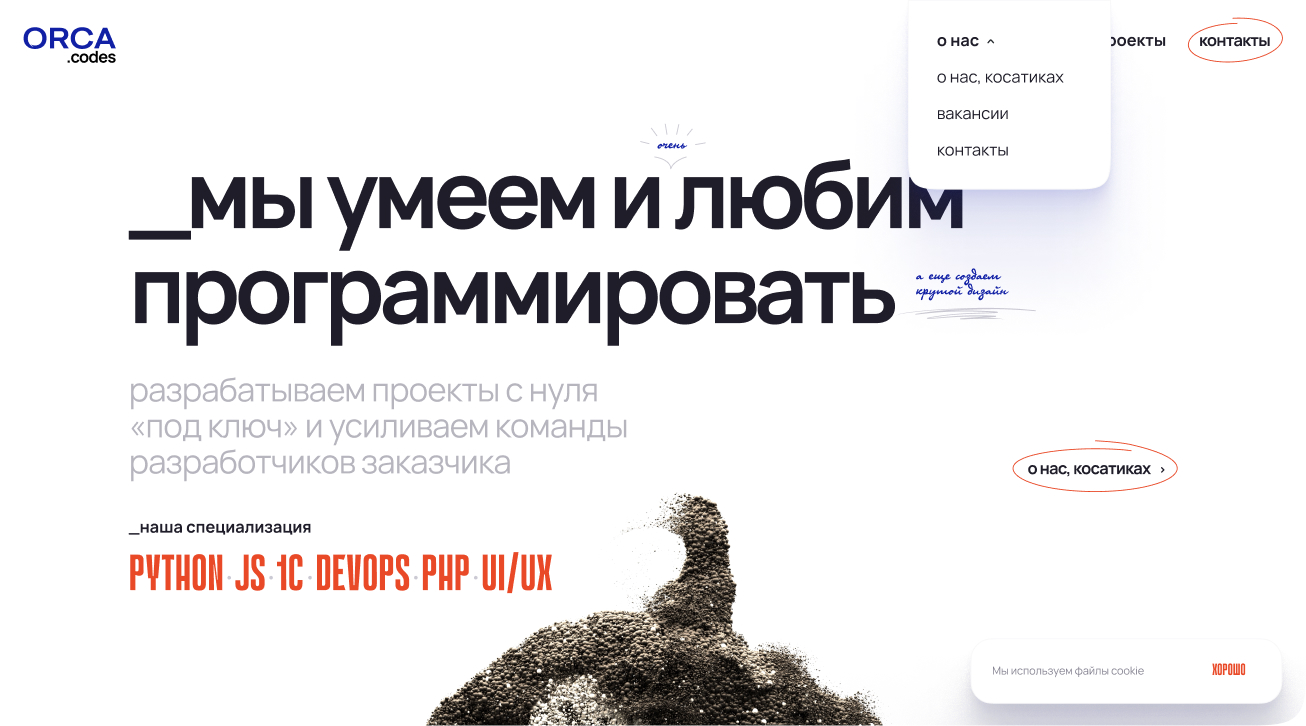 ORCA
.codes
о нас
о нас, косатиках
вакансии
контакты
роекты
контакты
очень
_мы умеем и любим
программировать
а еще создаем
крутой дизайн
разрабатываем проекты с нуля
«под ключ» и усиливаем команды
разработчиков заказчика
о нас, косатиках ›
_наша специализация
PYTHON · JS · 1C · DEVOPS · PHP · UI/UX
Мы используем файлы cookie
ХОРОШО